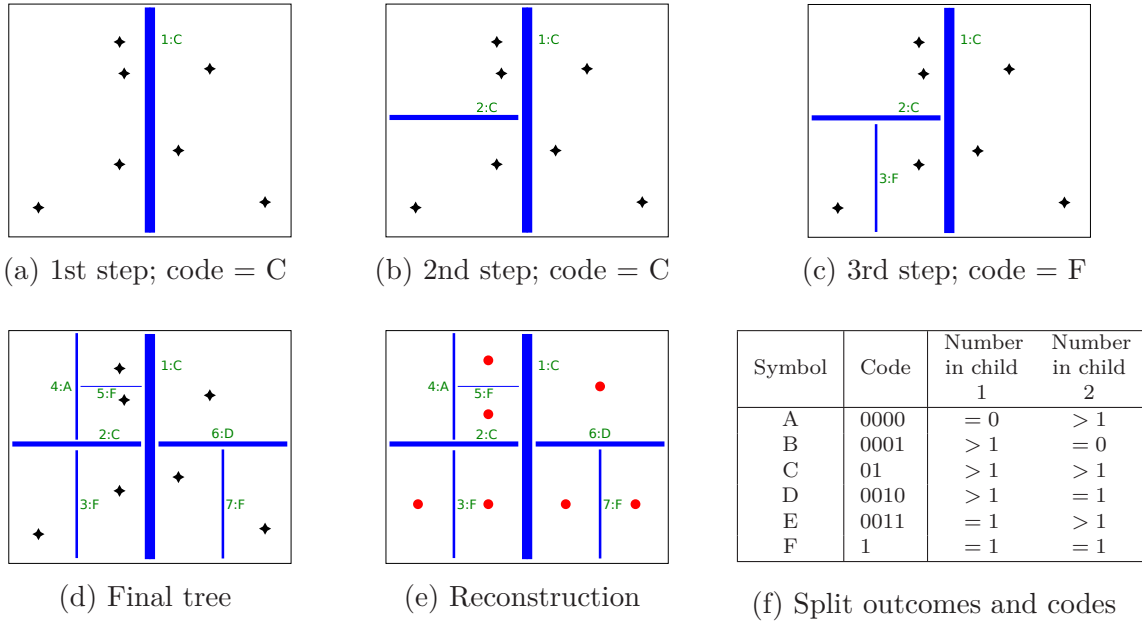 1:C
(a) 1st step; code = C
1:C
2:C
(b) 2nd step; code = C
1:C
2:C
3:F
(c) 3rd step; code = F
1:C
4:A
5:F
2:C
6:D
3:F
7:F
(d) Final tree
1:C
4:A
5:F
2:C
6:D
3:F
7:F
(e) Reconstruction
Symbol Code Number in child 1 Number in child 2
A 0000 = 0 > 1
B 0001 > 1 = 0
C 01 > 1 > 1
D 0010 > 1 = 1
E 0011 = 1 > 1
F 1 = 1 = 1
(f) Split outcomes and codes